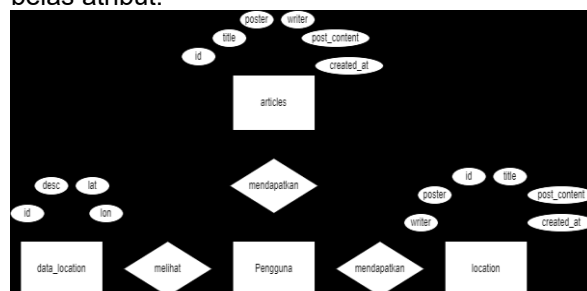 belas atribut.
poster
writer
title
post_content
id
created_at
articles
mendapatkan
id
title
desc
lat
poster
post_content
id
lon
writer
created_at
data_location
melihat
Pengguna
mendapatkan
location